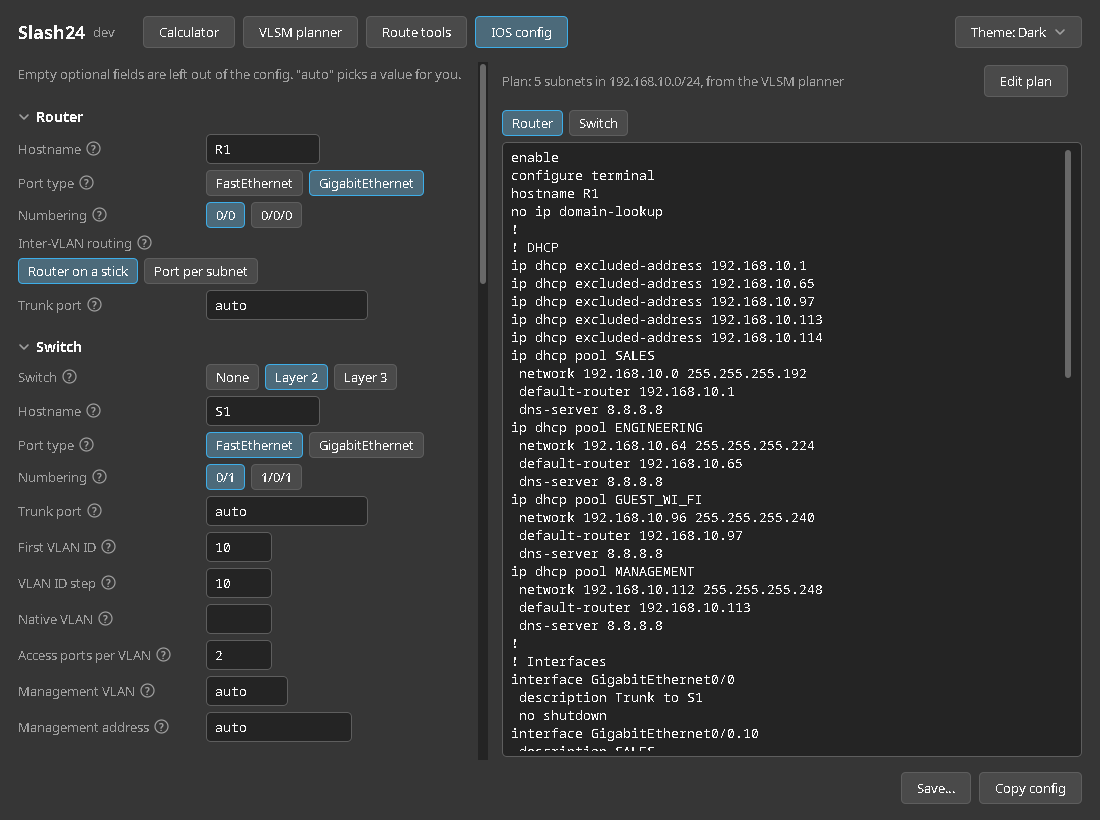 Slash24 dev Calculator VLSM planner Route tools IOS config Theme: Dark
Empty optional fields are left out of the config. "auto" picks a value for you.
Router
Hostname ? R1
Port type ? FastEthernet GigabitEthernet
Numbering ? 0/0 0/0/0
Inter-VLAN routing ?
Router on a stick Port per subnet
Trunk port ? auto
Switch
Switch ? None Layer 2 Layer 3
Hostname ? S1
Port type ? FastEthernet GigabitEthernet
Numbering ? 0/1 1/0/1
Trunk port ? auto
First VLAN ID ? 10
VLAN ID step ? 10
Native VLAN ?
Access ports per VLAN ? 2
Management VLAN ? auto
Management address ? auto
Plan: 5 subnets in 192.168.10.0/24, from the VLSM planner Edit plan
Router Switch
enable
configure terminal
hostname R1
no ip domain-lookup
!
! DHCP
ip dhcp excluded-address 192.168.10.1
ip dhcp excluded-address 192.168.10.65
ip dhcp excluded-address 192.168.10.97
ip dhcp excluded-address 192.168.10.113
ip dhcp excluded-address 192.168.10.114
ip dhcp pool SALES
network 192.168.10.0 255.255.255.192
default-router 192.168.10.1
dns-server 8.8.8.8
ip dhcp pool ENGINEERING
network 192.168.10.64 255.255.255.224
default-router 192.168.10.65
dns-server 8.8.8.8
ip dhcp pool GUEST_WI_FI
network 192.168.10.96 255.255.255.240
default-router 192.168.10.97
dns-server 8.8.8.8
ip dhcp pool MANAGEMENT
network 192.168.10.112 255.255.255.248
default-router 192.168.10.113
dns-server 8.8.8.8
!
! Interfaces
interface GigabitEthernet0/0
description Trunk to S1
no shutdown
interface GigabitEthernet0/0.10
description SALES
Save... Copy config